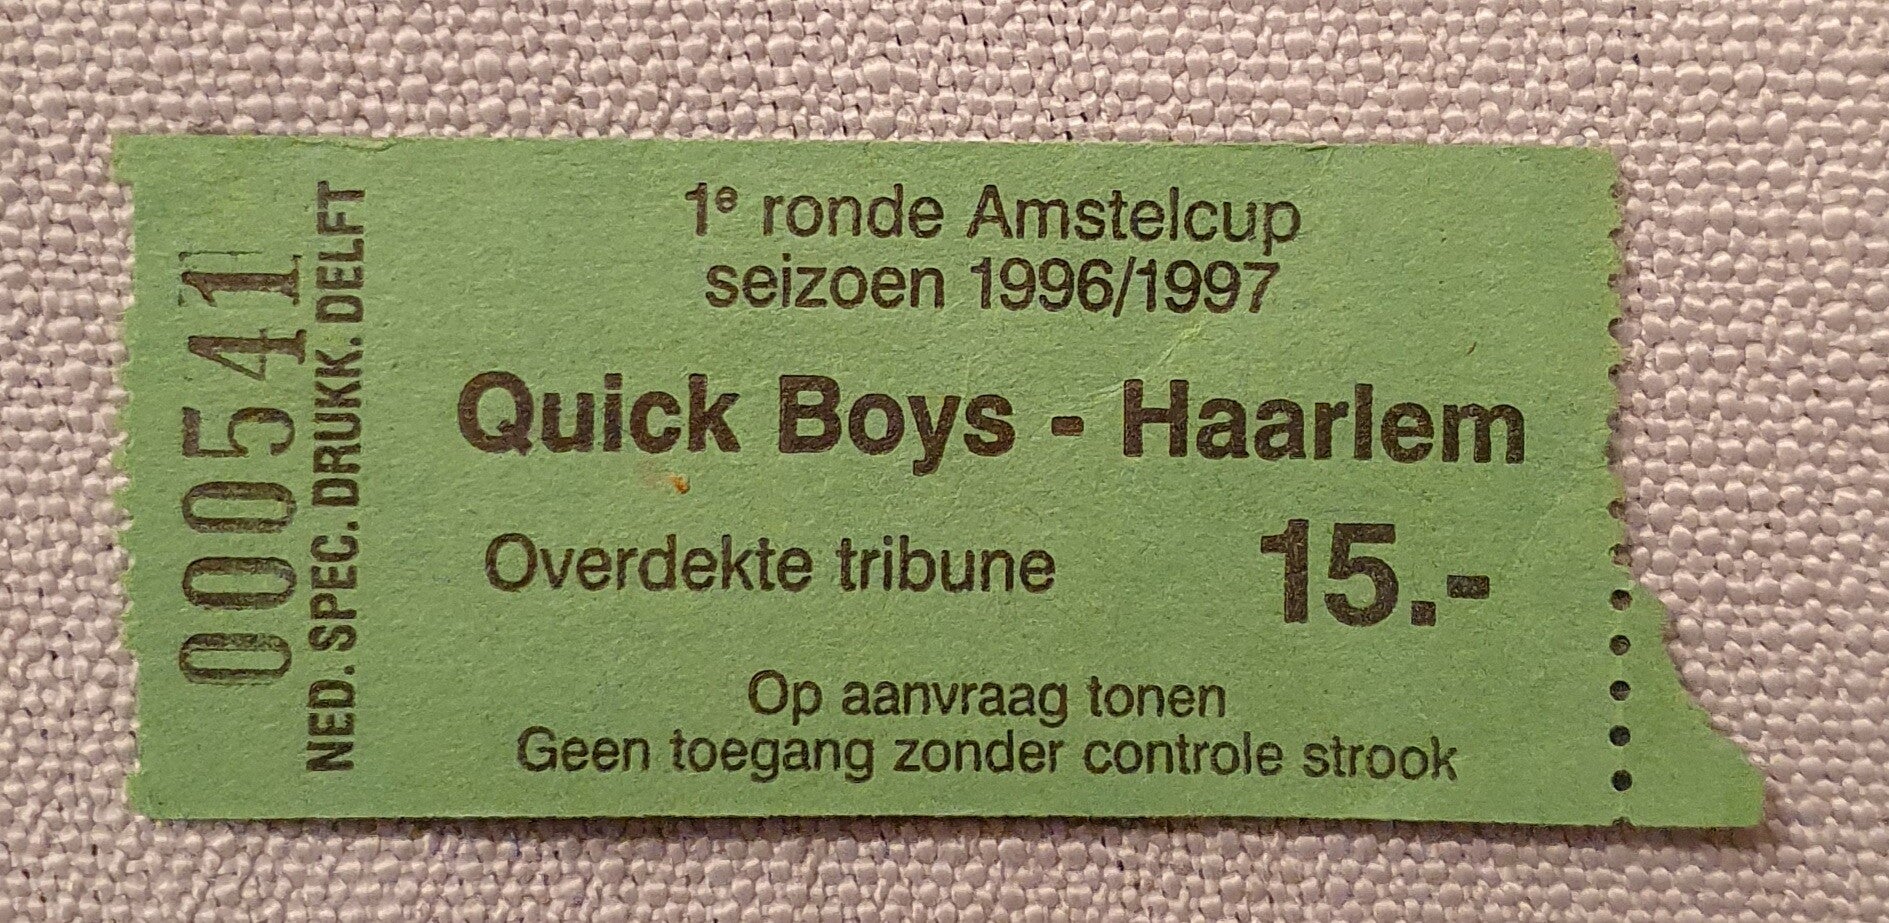 000541
NED. SPEC. DRUKK. DELFT
1e ronde Amstelcup
seizoen 1996/1997
Quick Boys - Haarlem
Overdekte tribune 15.-
Op aanvraag tonen
Geen toegang zonder controle strook